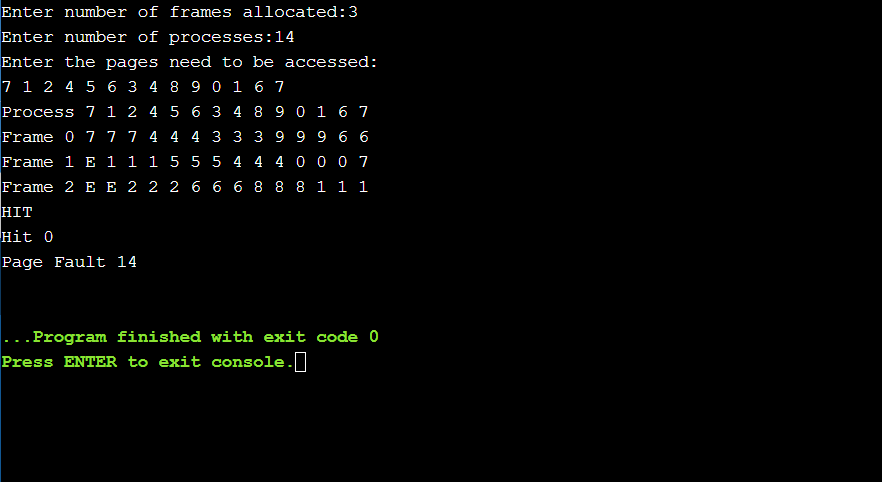 Enter number of frames allocated:3
Enter number of processes:14
Enter the pages need to be accessed:
7 1 2 4 5 6 3 4 8 9 0 1 6 7
Process 7 1 2 4 5 6 3 4 8 9 0 1 6 7
Frame 0 7 7 7 4 4 4 3 3 3 9 9 9 6 6
Frame 1 E 1 1 1 5 5 5 4 4 4 0 0 0 7
Frame 2 E E 2 2 2 6 6 6 8 8 8 1 1 1
HIT
Hit 0
Page Fault 14
...Program finished with exit code 0
Press ENTER to exit console.